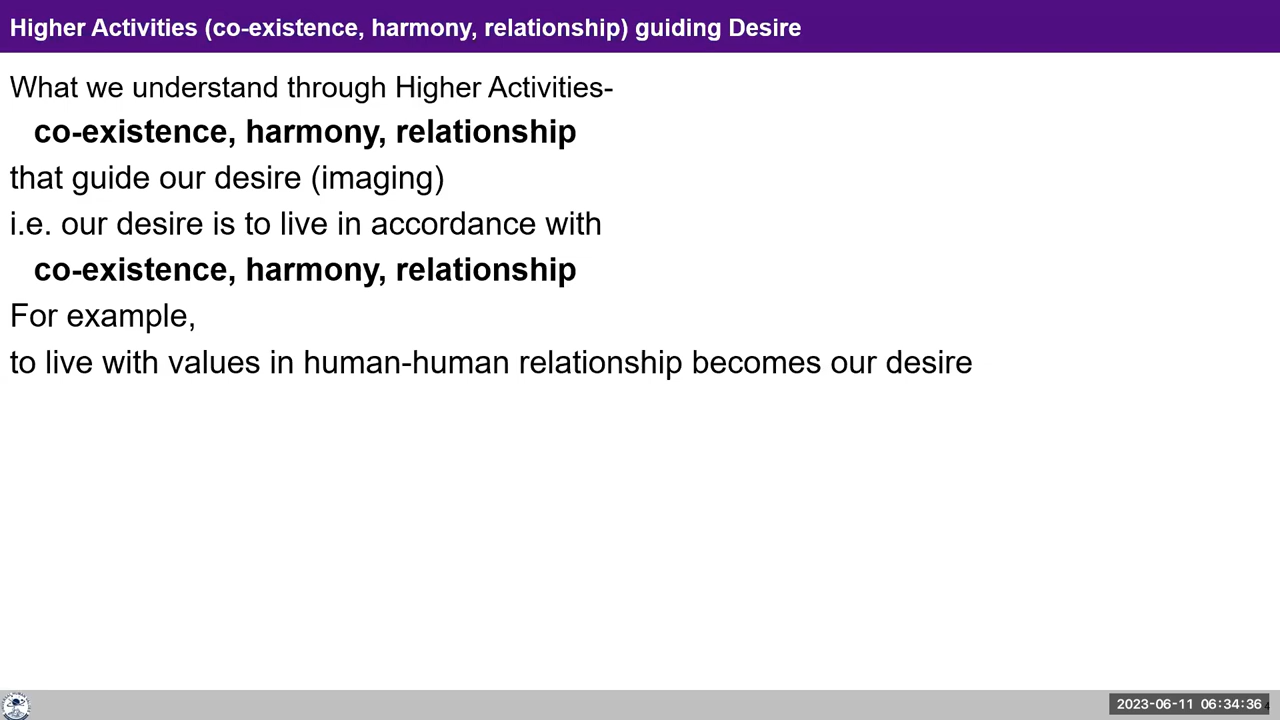 Higher Activities (co-existence, harmony, relationship) guiding Desire
What we understand through Higher Activities-
co-existence, harmony, relationship
that guide our desire (imaging)
i.e. our desire is to live in accordance with
co-existence, harmony, relationship
For example,
to live with values in human-human relationship becomes our desire
2023-06-11 06:34:36